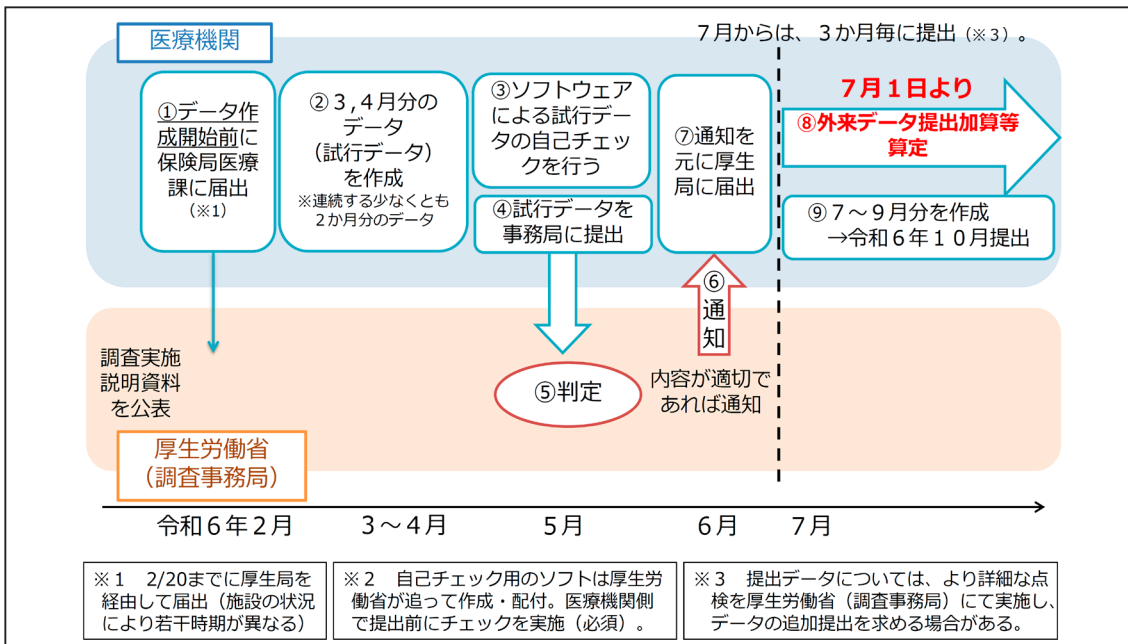 医療機関
７月からは、３か月毎に提出（※３）。
①データ作
成開始前に
保険局医療
課に届出
（※1）
②３,４月分の
データ
（試行データ）
を作成
※連続する少なくとも
２か月分のデータ
③ソフトウェア
による試行デー
タの自己チェッ
クを行う
④試行データを
事務局に提出
⑦通知を
元に厚生
局に届出
７月１日より
⑧外来データ提出加算等
算定
⑨７～９月分を作成
→令和６年１０月提出
⑥
通
知
調査実施
説明資料
を公表
⑤判定
内容が適切で
あれば通知
厚生労働省
（調査事務局）
令和６年２月
３～４月
５月
６月
７月
※１　2/20までに厚生局を
経由して届出（施設の状況
により若干時期が異なる）
※２　自己チェック用のソフトは厚生労
働省が追って作成・配付。医療機関側
で提出前にチェックを実施（必須）。
※３　提出データについては、より詳細な点
検を厚生労働省（調査事務局）にて実施し、
データの追加提出を求める場合がある。